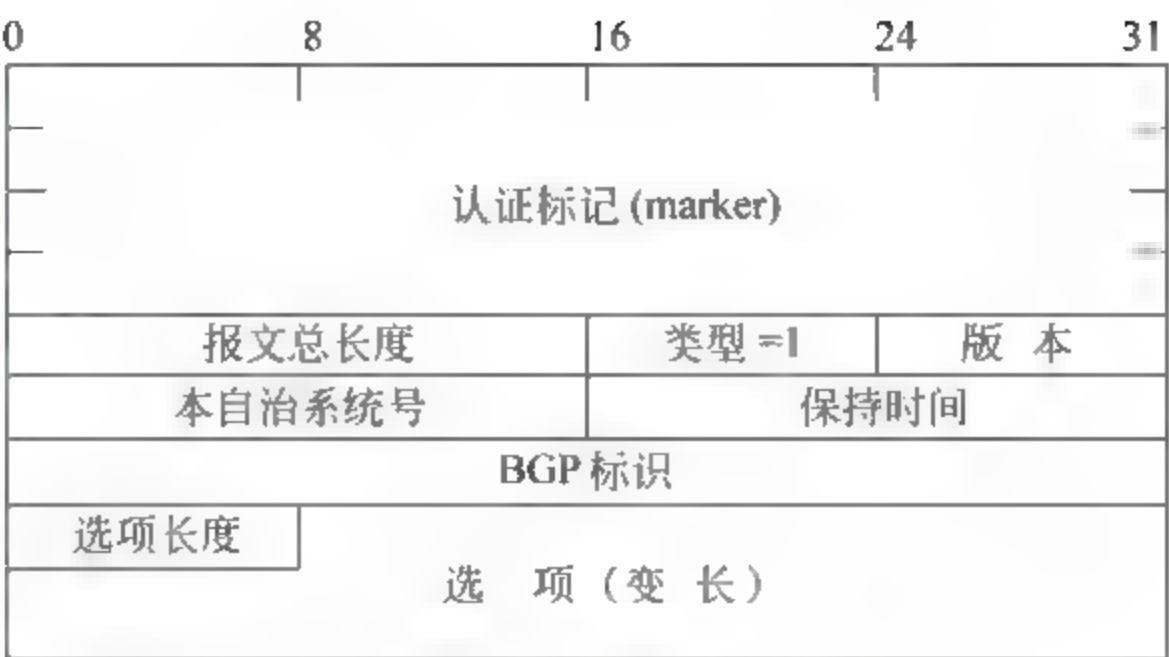 0 8 16 24 31
认证标记 (marker)
报文总长度 类型 =1 版 本
本自治系统号 保持时间
BGP 标识
选项长度
选 项 (变 长)